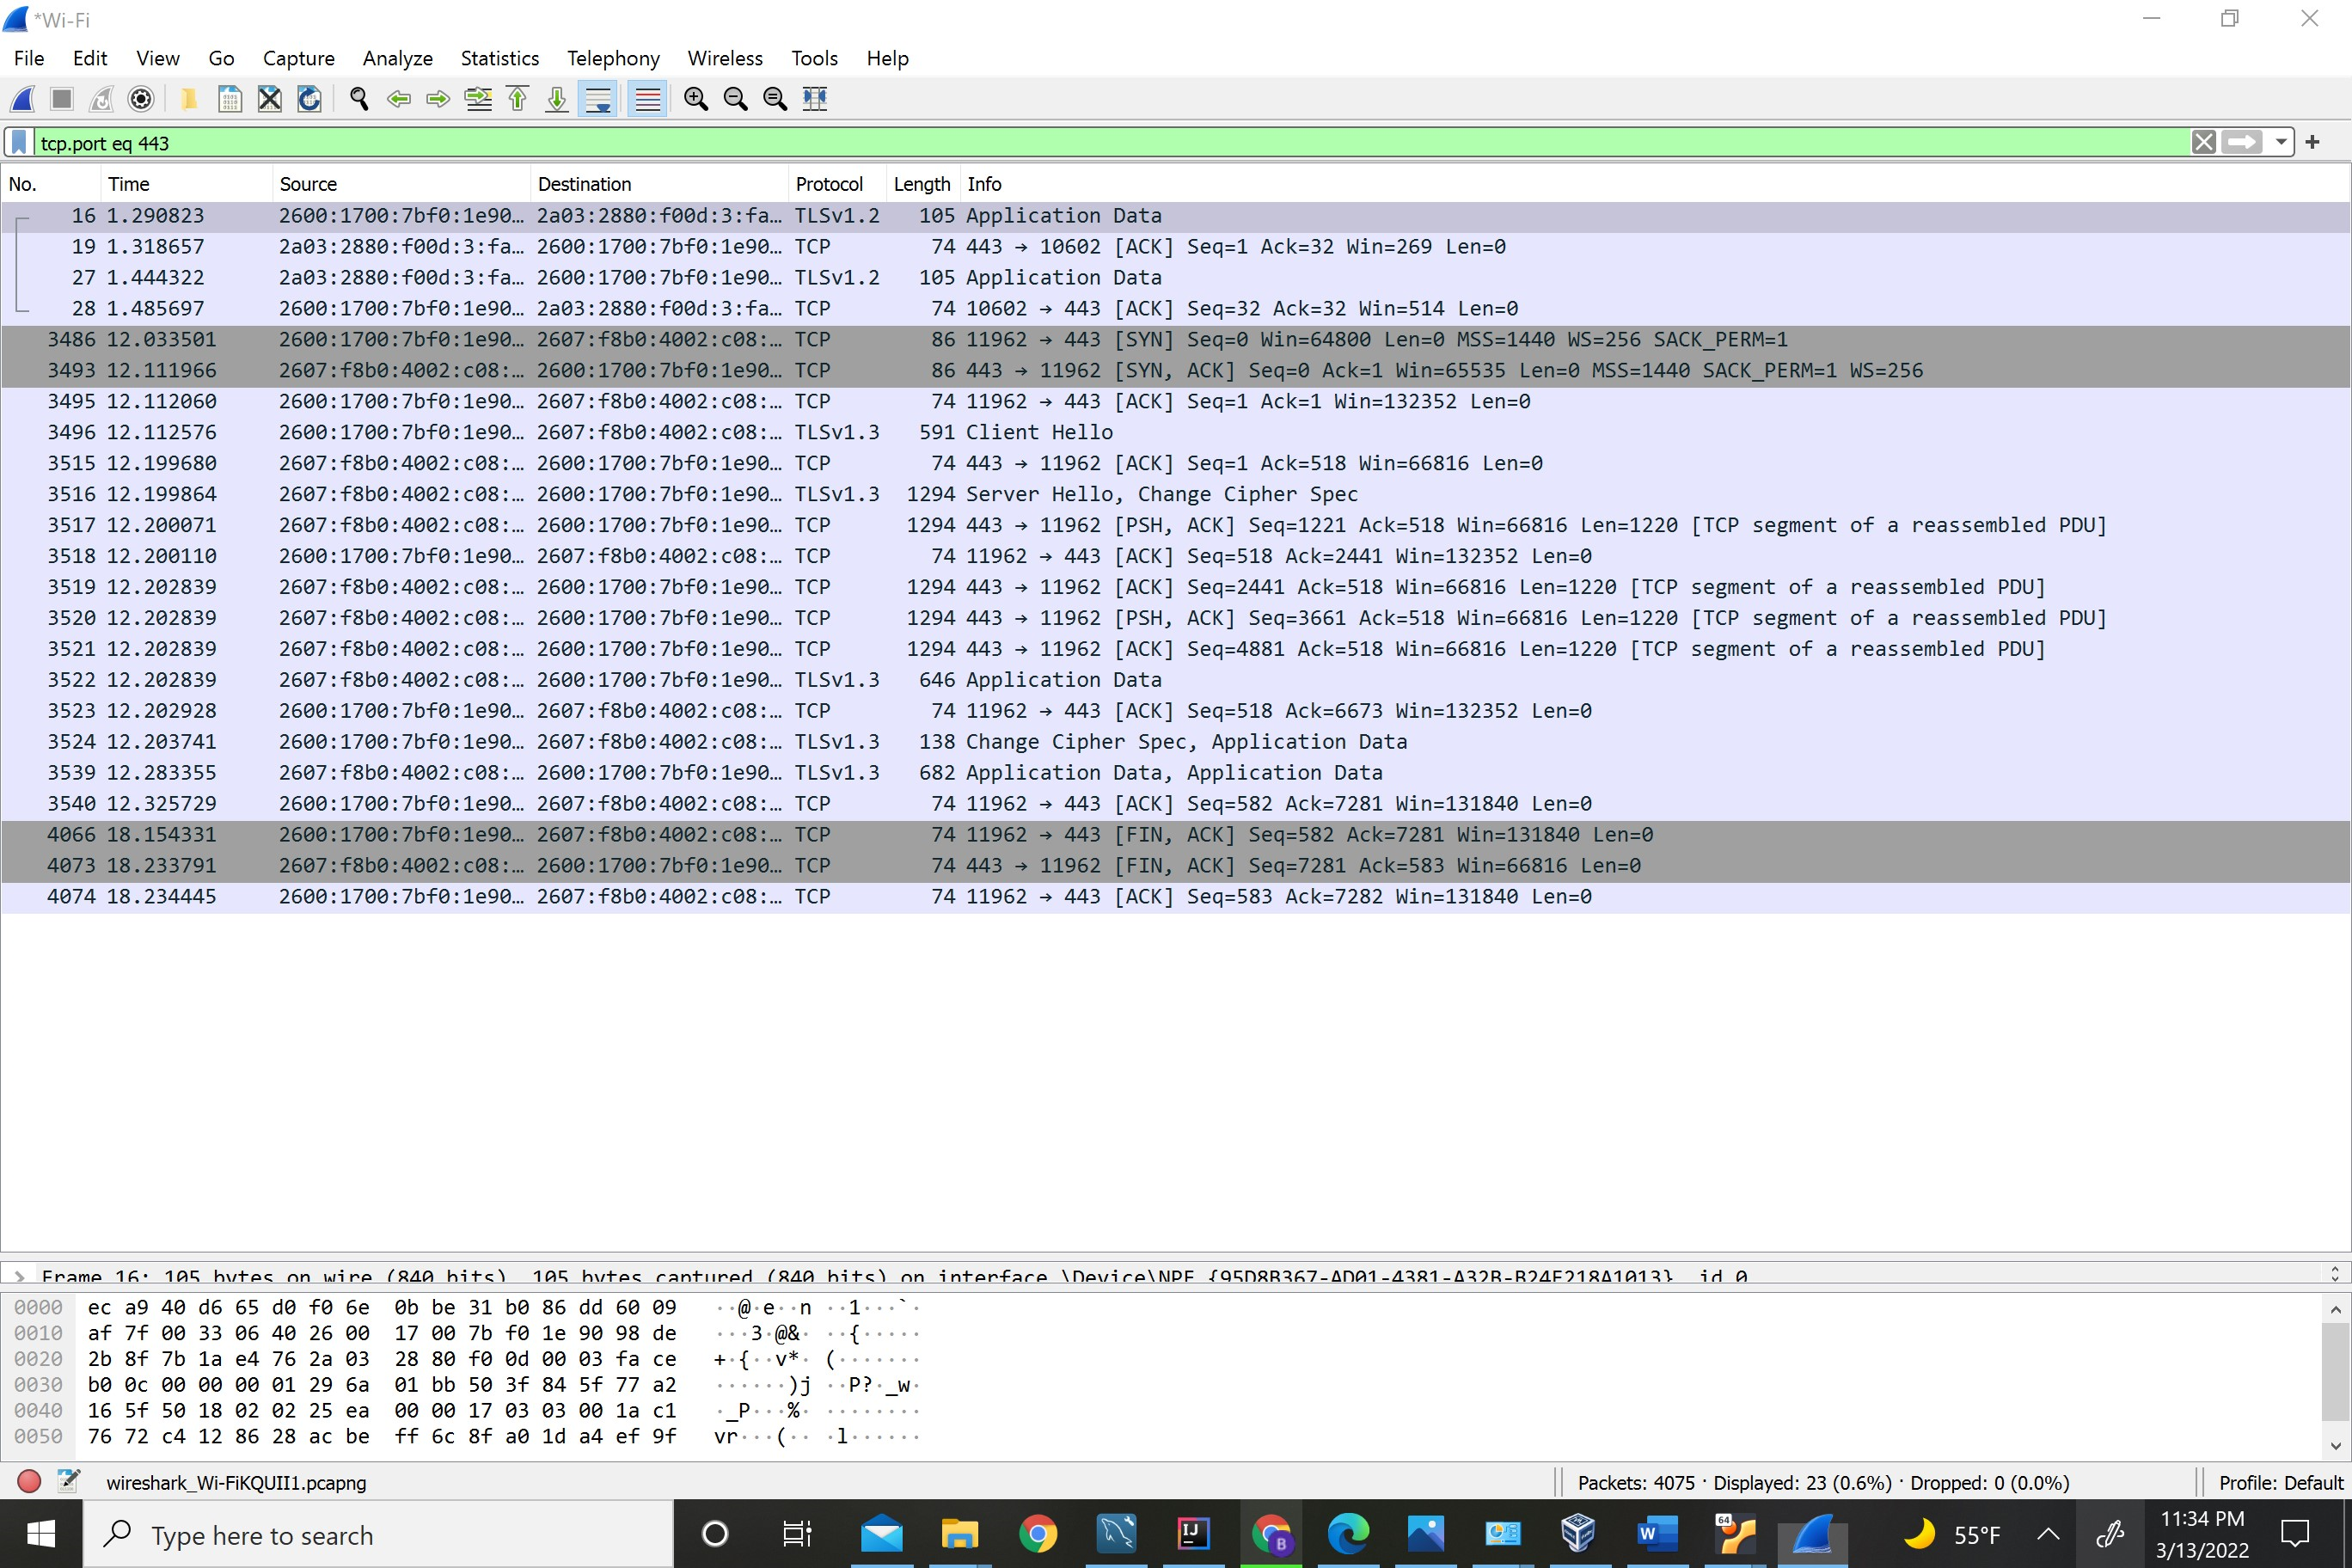 *Wi-Fi
File Edit View Go Capture Analyze Statistics Telephony Wireless Tools Help
tcp.port eq 443
No. Time Source Destination Protocol Length Info
16 1.290823 2600:1700:7bf0:1e90… 2a03:2880:f00d:3:fa… TLSv1.2 105 Application Data
19 1.318657 2a03:2880:f00d:3:fa… 2600:1700:7bf0:1e90… TCP 74 443 → 10602 [ACK] Seq=1 Ack=32 Win=269 Len=0
27 1.444322 2a03:2880:f00d:3:fa… 2600:1700:7bf0:1e90… TLSv1.2 105 Application Data
28 1.485697 2600:1700:7bf0:1e90… 2a03:2880:f00d:3:fa… TCP 74 10602 → 443 [ACK] Seq=32 Ack=32 Win=514 Len=0
3486 12.033501 2600:1700:7bf0:1e90… 2607:f8b0:4002:c08:… TCP 86 11962 → 443 [SYN] Seq=0 Win=64800 Len=0 MSS=1440 WS=256 SACK_PERM=1
3493 12.111966 2607:f8b0:4002:c08:… 2600:1700:7bf0:1e90… TCP 86 443 → 11962 [SYN, ACK] Seq=0 Ack=1 Win=65535 Len=0 MSS=1440 SACK_PERM=1 WS=256
3495 12.112060 2600:1700:7bf0:1e90… 2607:f8b0:4002:c08:… TCP 74 11962 → 443 [ACK] Seq=1 Ack=1 Win=132352 Len=0
3496 12.112576 2600:1700:7bf0:1e90… 2607:f8b0:4002:c08:… TLSv1.3 591 Client Hello
3515 12.199680 2607:f8b0:4002:c08:… 2600:1700:7bf0:1e90… TCP 74 443 → 11962 [ACK] Seq=1 Ack=518 Win=66816 Len=0
3516 12.199864 2607:f8b0:4002:c08:… 2600:1700:7bf0:1e90… TLSv1.3 1294 Server Hello, Change Cipher Spec
3517 12.200071 2607:f8b0:4002:c08:… 2600:1700:7bf0:1e90… TCP 1294 443 → 11962 [PSH, ACK] Seq=1221 Ack=518 Win=66816 Len=1220 [TCP segment of a reassembled PDU]
3518 12.200110 2600:1700:7bf0:1e90… 2607:f8b0:4002:c08:… TCP 74 11962 → 443 [ACK] Seq=518 Ack=2441 Win=132352 Len=0
3519 12.202839 2607:f8b0:4002:c08:… 2600:1700:7bf0:1e90… TCP 1294 443 → 11962 [ACK] Seq=2441 Ack=518 Win=66816 Len=1220 [TCP segment of a reassembled PDU]
3520 12.202839 2607:f8b0:4002:c08:… 2600:1700:7bf0:1e90… TCP 1294 443 → 11962 [PSH, ACK] Seq=3661 Ack=518 Win=66816 Len=1220 [TCP segment of a reassembled PDU]
3521 12.202839 2607:f8b0:4002:c08:… 2600:1700:7bf0:1e90… TCP 1294 443 → 11962 [ACK] Seq=4881 Ack=518 Win=66816 Len=1220 [TCP segment of a reassembled PDU]
3522 12.202839 2607:f8b0:4002:c08:… 2600:1700:7bf0:1e90… TLSv1.3 646 Application Data
3523 12.202928 2600:1700:7bf0:1e90… 2607:f8b0:4002:c08:… TCP 74 11962 → 443 [ACK] Seq=518 Ack=6673 Win=132352 Len=0
3524 12.203741 2600:1700:7bf0:1e90… 2607:f8b0:4002:c08:… TLSv1.3 138 Change Cipher Spec, Application Data
3539 12.283355 2607:f8b0:4002:c08:… 2600:1700:7bf0:1e90… TLSv1.3 682 Application Data, Application Data
3540 12.325729 2600:1700:7bf0:1e90… 2607:f8b0:4002:c08:… TCP 74 11962 → 443 [ACK] Seq=582 Ack=7281 Win=131840 Len=0
4066 18.154331 2600:1700:7bf0:1e90… 2607:f8b0:4002:c08:… TCP 74 11962 → 443 [FIN, ACK] Seq=582 Ack=7281 Win=131840 Len=0
4073 18.233791 2607:f8b0:4002:c08:… 2600:1700:7bf0:1e90… TCP 74 443 → 11962 [FIN, ACK] Seq=7281 Ack=583 Win=66816 Len=0
4074 18.234445 2600:1700:7bf0:1e90… 2607:f8b0:4002:c08:… TCP 74 11962 → 443 [ACK] Seq=583 Ack=7282 Win=131840 Len=0
Frame 16: 105 bytes on wire (840 bits), 105 bytes captured (840 bits) on interface \Device\NPF_{95D8B367-AD01-4381-A32B-B24F218A1013}, id 0
0000 ec a9 40 d6 65 d0 f0 6e 0b be 31 b0 86 dd 60 09 ··@·e··n ··1···`·
0010 af 7f 00 33 06 40 26 00 17 00 7b f0 1e 90 98 de ···3·@&· ··{·····
0020 2b 8f 7b 1a e4 76 2a 03 28 80 f0 0d 00 03 fa ce +·{··v*· (·······
0030 b0 0c 00 00 00 01 29 6a 01 bb 50 3f 84 5f 77 a2 ······)j ··P?·_w·
0040 16 5f 50 18 02 02 25 ea 00 00 17 03 03 00 1a c1 ·_P···%· ········
0050 76 72 c4 12 86 28 ac be ff 6c 8f a0 1d a4 ef 9f vr···(·· ·l······
wireshark_Wi-FiKQUII1.pcapng
Packets: 4075 · Displayed: 23 (0.6%) · Dropped: 0 (0.0%)
Profile: Default
Type here to search
IJ
B
W
64
55°F
11:34 PM
3/13/2022